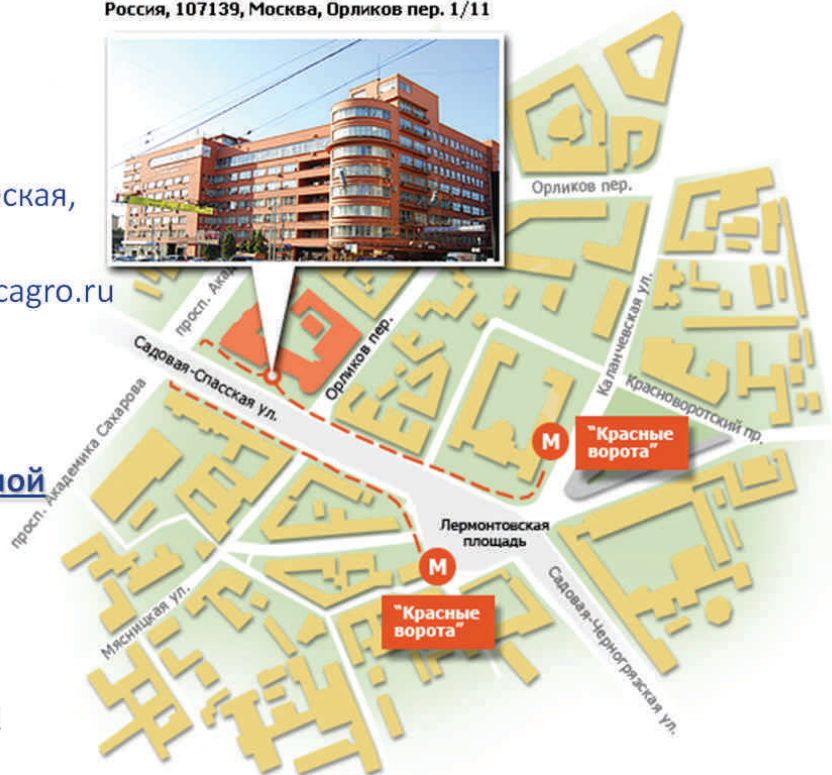 Россия, 107139, Москва, Орликов пер. 1/11
ская,
cagro.ru
ной
Орликов пер.
просп. Ака
Садовая-Спасская ул.
Орликов пер.
Каланчевская ул.
Красноворотский пр.
просп. Академика Сахарова
М
"Красные
ворота"
Лермонтовская
площадь
М
"Красные
ворота"
Мясницкая ул.
Садовая-Черногрязская ул.